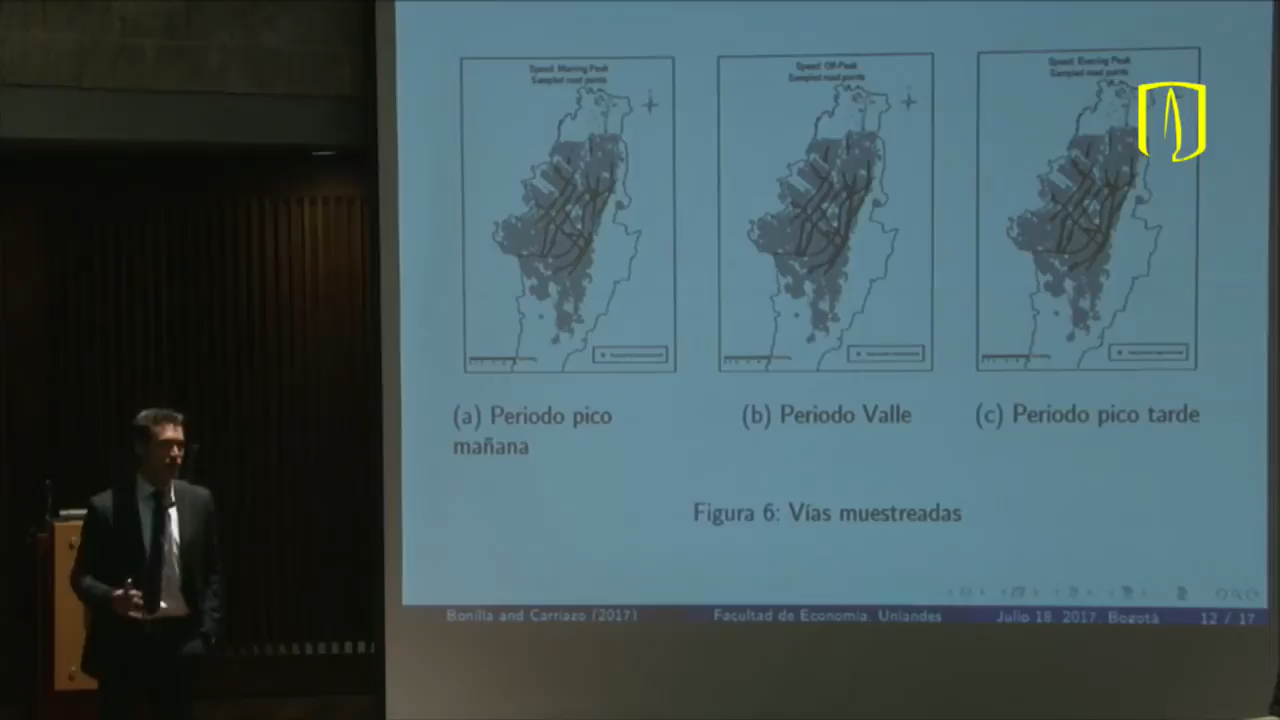 Speed: Morning Peak
Sampled road points
Speed: Off-Peak
Sampled road points
Speed: Evening Peak
Sampled road points
(a) Periodo pico
mañana
(b) Periodo Valle
(c) Periodo pico tarde
Figura 6: Vías muestreadas
Bonilla and Carriazo (2017)
Facultad de Economia, Uniandes
Julio 18, 2017, Bogotá
12 / 17